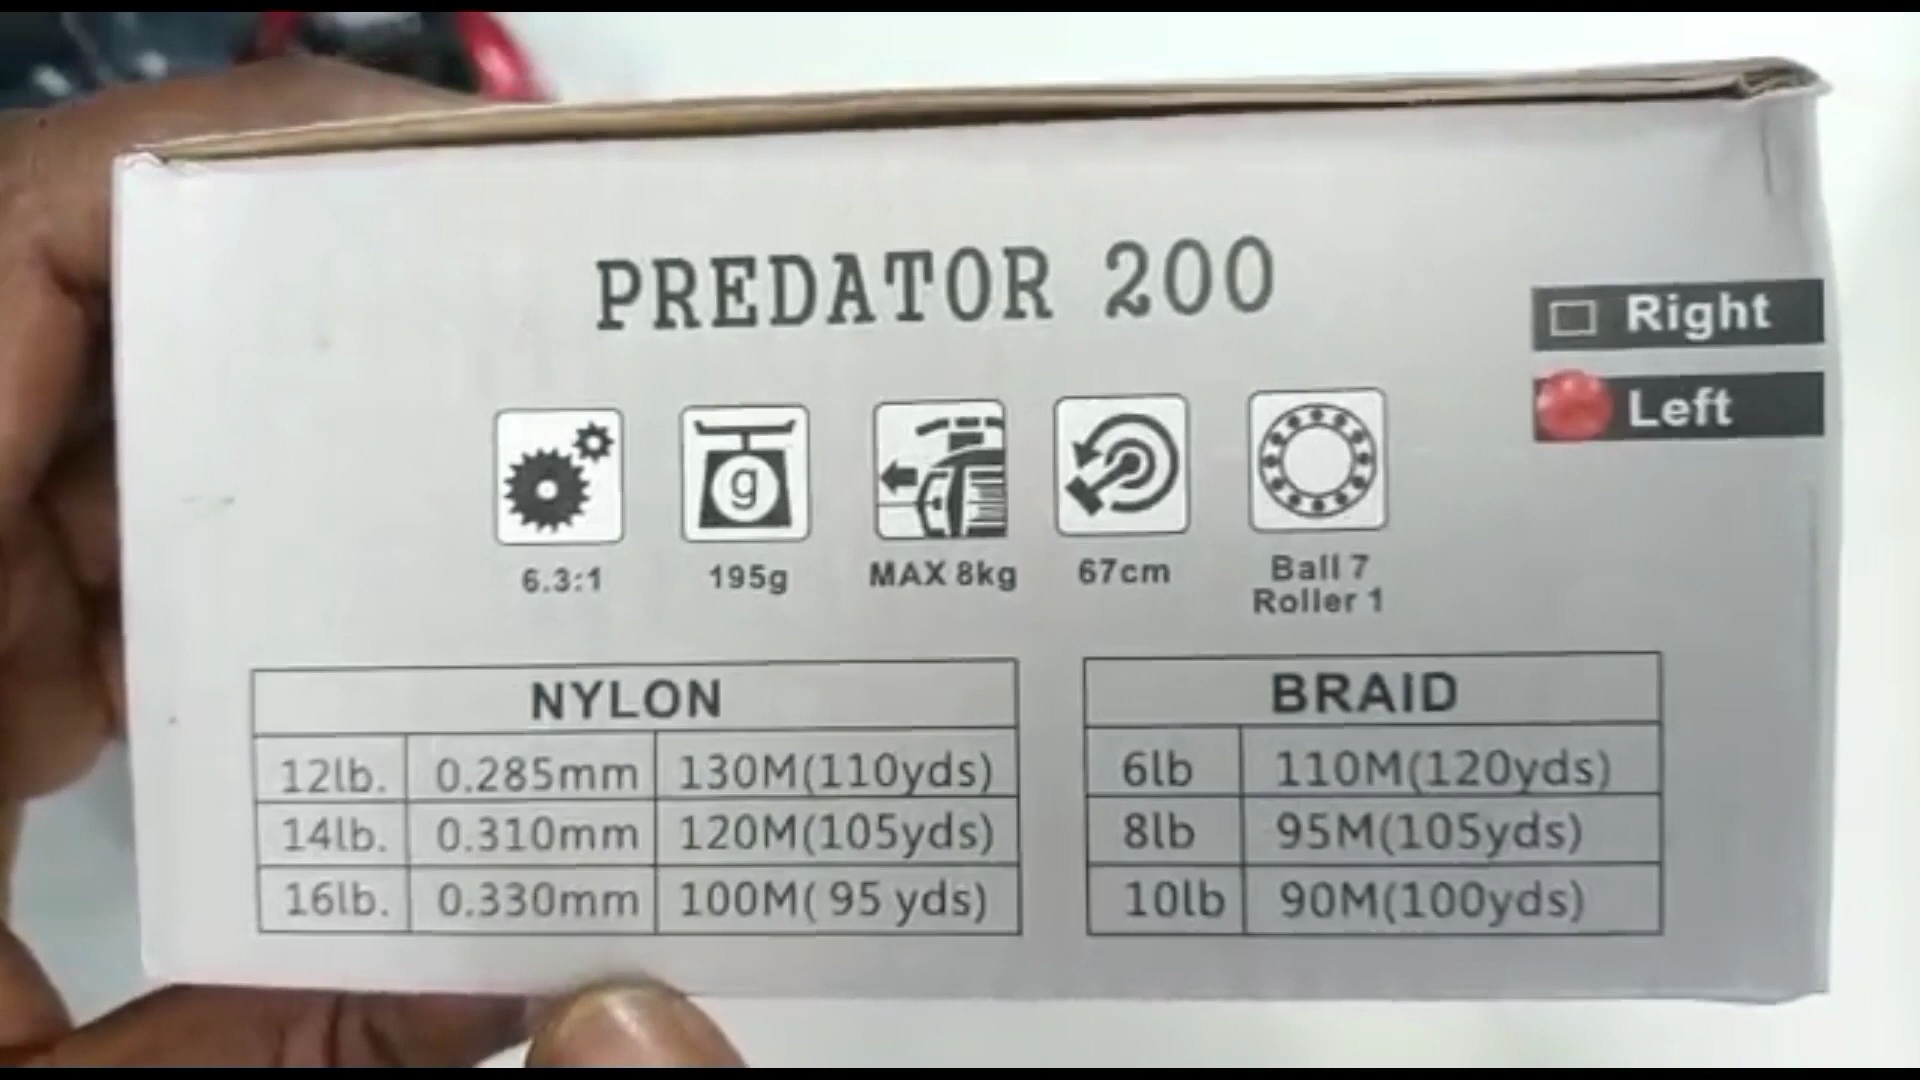 PREDATOR 200
Right
Left
g
6.3:1
195g
MAX 8kg
67cm
Ball 7
Roller 1
NYLON
12lb. 0.285mm 130M(110yds)
14lb. 0.310mm 120M(105yds)
16lb. 0.330mm 100M( 95 yds)
BRAID
6lb 110M(120yds)
8lb 95M(105yds)
10lb 90M(100yds)